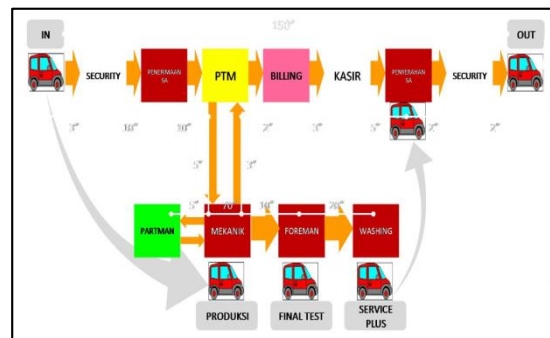 150"
IN
OUT
SECURITY
PENERIMAAN
SA
PTM
BILLING
KASIR
PENYERAHAN
SA
SECURITY
3" 10" 10" 2" 3" 5" 2" 2"
5" 3"
5" 70 10" 20"
PARTMAN
MEKANIK
FOREMAN
WASHING
PRODUKSI
FINAL TEST
SERVICE
PLUS